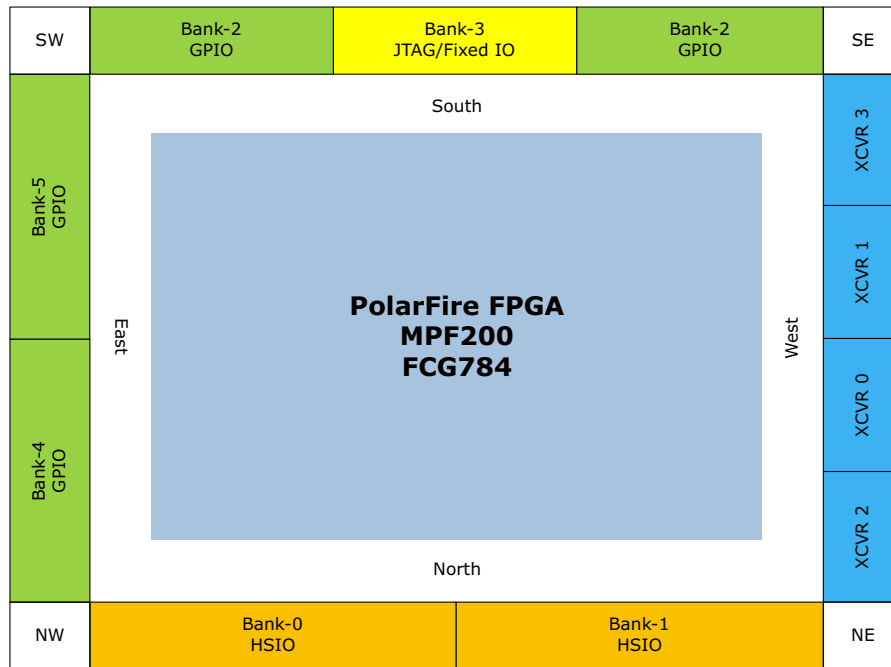 SW
Bank-2
GPIO
Bank-3
JTAG/Fixed IO
Bank-2
GPIO
SE
South
Bank-5
GPIO
XCVR 3
XCVR 1
PolarFire FPGA
MPF200
FCG784
East
West
Bank-4
GPIO
XCVR 0
XCVR 2
North
NW
Bank-0
HSIO
Bank-1
HSIO
NE